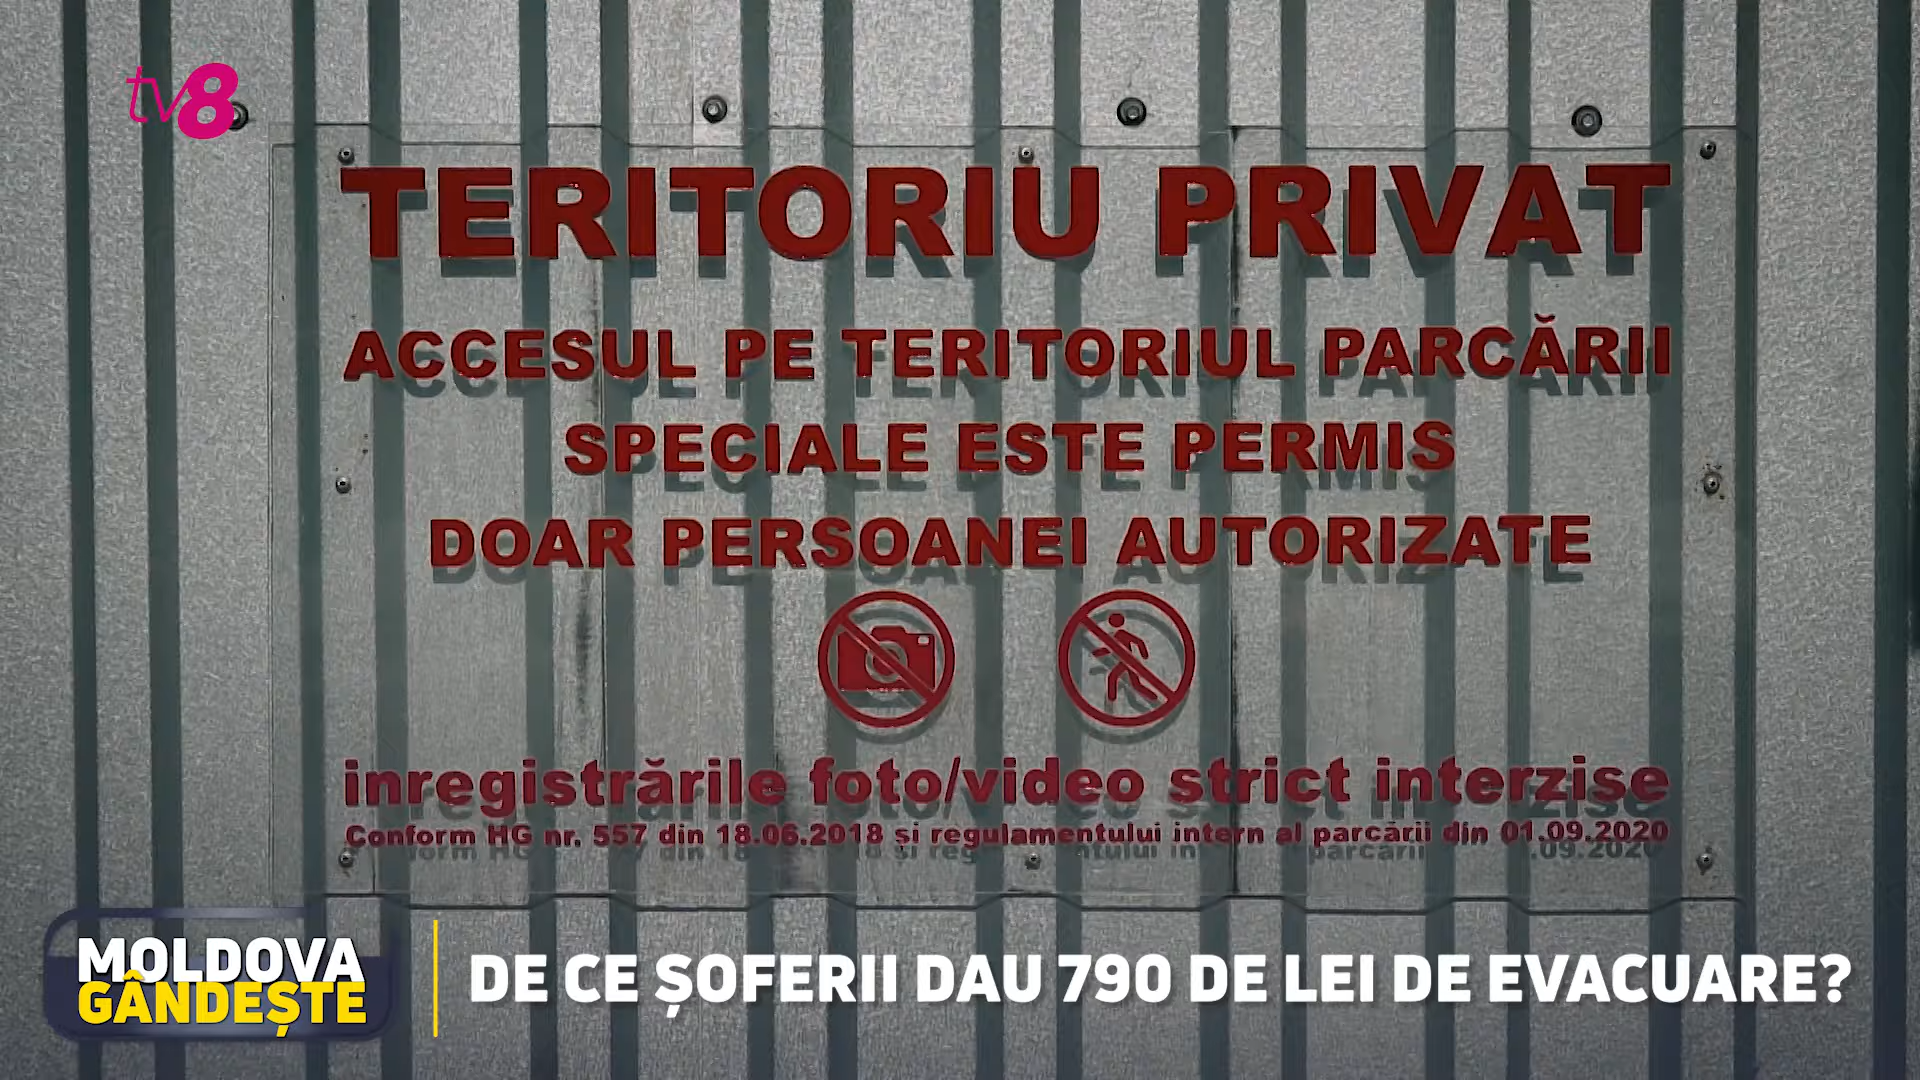 tv8
TERITORIU PRIVAT
ACCESUL PE TERITORIUL PARCĂRII
SPECIALE ESTE PERMIS
DOAR PERSOANEI AUTORIZATE
inregistrările foto/video strict interzise
Conform HG nr. 557 din 18.06.2018 și regulamentului intern al parcării din 01.09.2020
MOLDOVA
GÂNDEȘTE
DE CE ȘOFERII DAU 790 DE LEI DE EVACUARE?